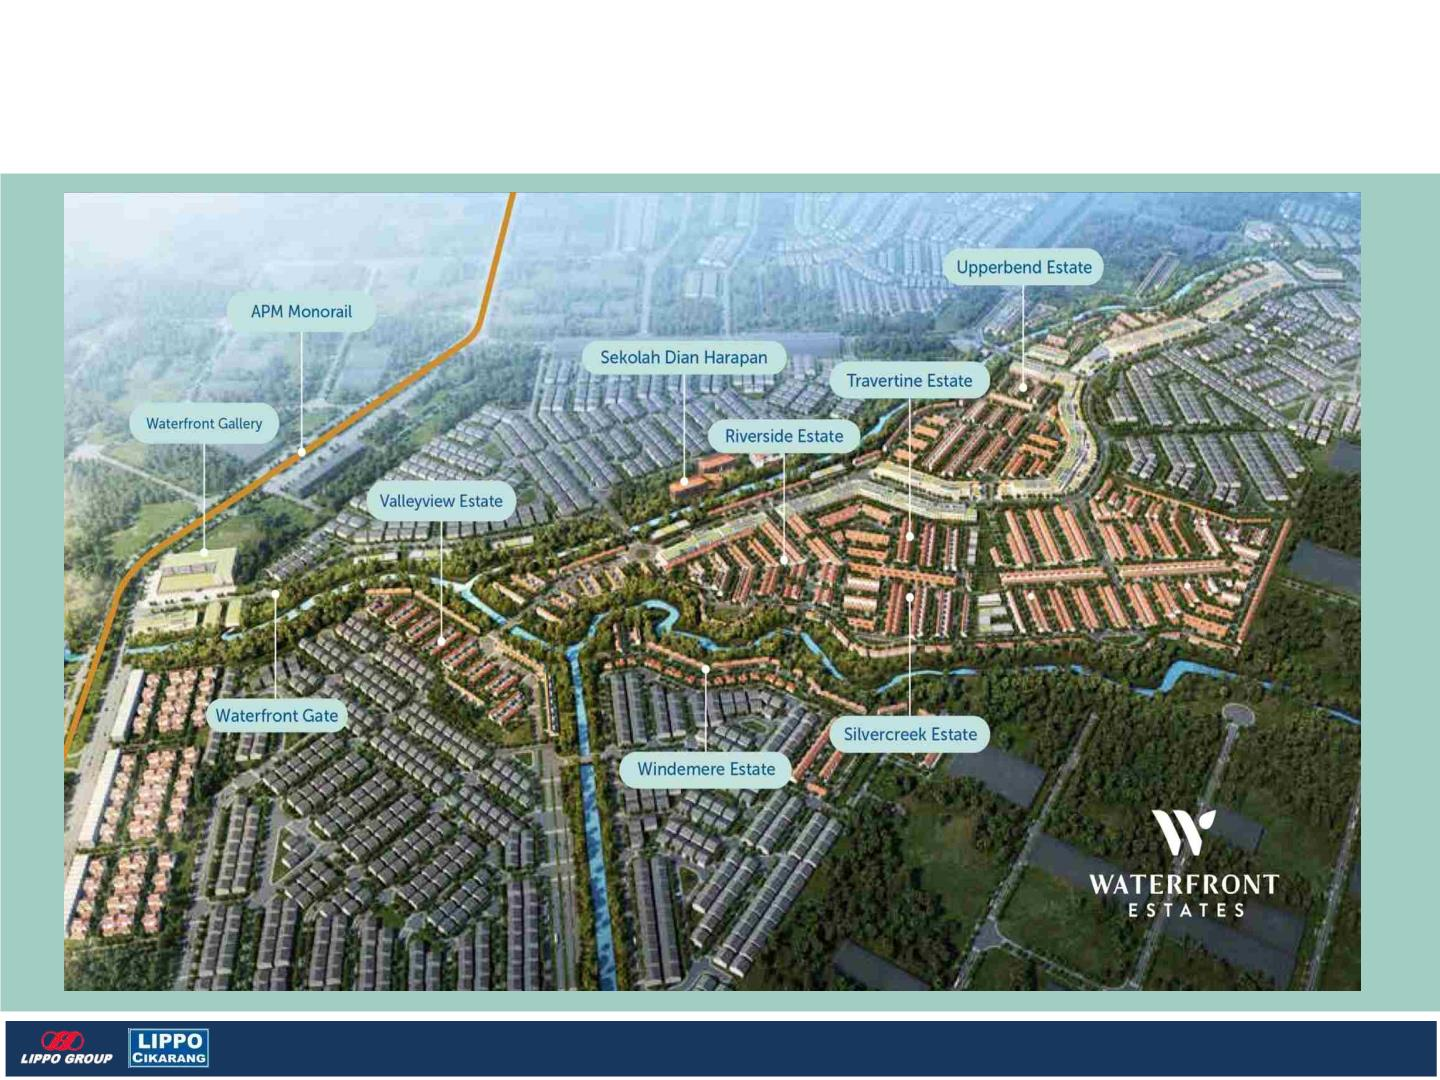 Upperbend Estate
APM Monorail
Sekolah Dian Harapan
Travertine Estate
Waterfront Gallery
Riverside Estate
Valleyview Estate
Waterfront Gate
Silvercreek Estate
Windemere Estate
WATERFRONT
ESTATES
LIPPO GROUP
LIPPO
CIKARANG